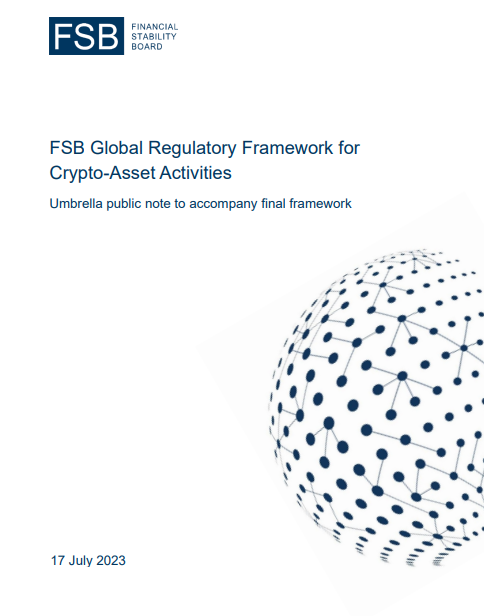 FSB
FINANCIAL
STABILITY
BOARD
FSB Global Regulatory Framework for
Crypto-Asset Activities
Umbrella public note to accompany final framework
17 July 2023